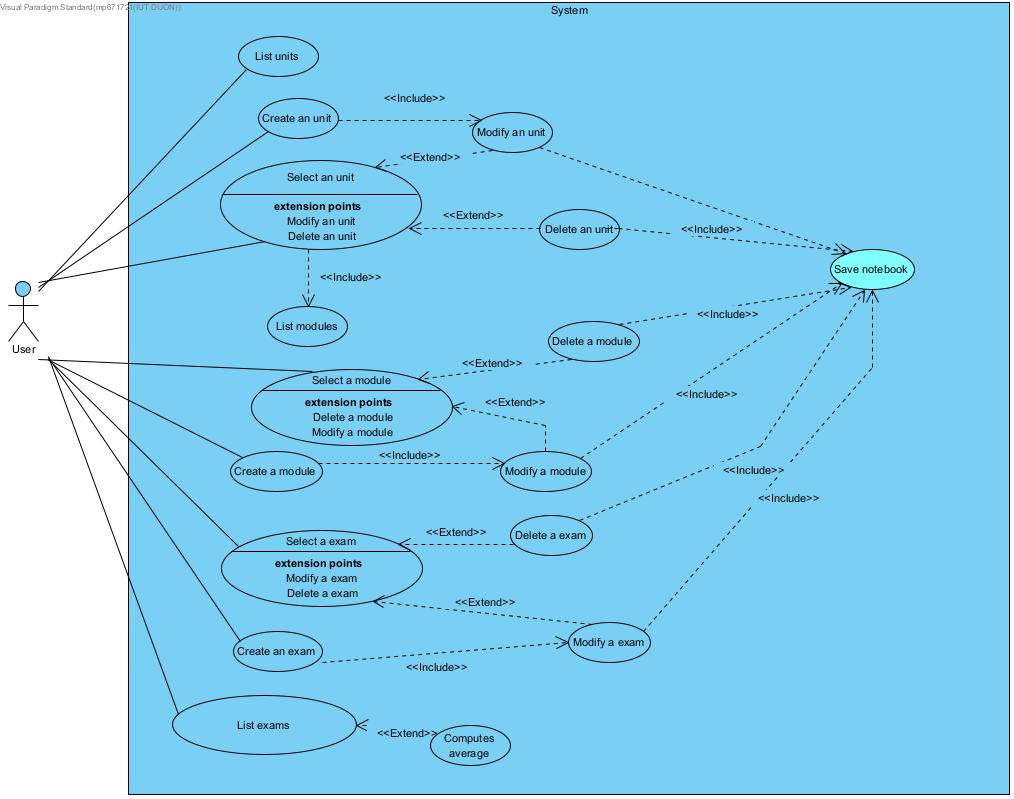 Visual Paradigm Standard(mp671721(IUT DIJON))
System
List units
Create an unit
<<Include>>
Modify an unit
<<Extend>>
Select an unit
extension points
Modify an unit
Delete an unit
<<Extend>>
Delete an unit
<<Include>>
Save notebook
<<Include>>
List modules
User
<<Include>>
Delete a module
<<Extend>>
Select a module
extension points
Delete a module
Modify a module
<<Extend>>
<<Include>>
Create a module
<<Include>>
Modify a module
<<Include>>
<<Include>>
Select a exam
extension points
Modify a exam
Delete a exam
<<Extend>>
Delete a exam
<<Extend>>
Create an exam
<<Include>>
Modify a exam
List exams
<<Extend>>
Computes
average